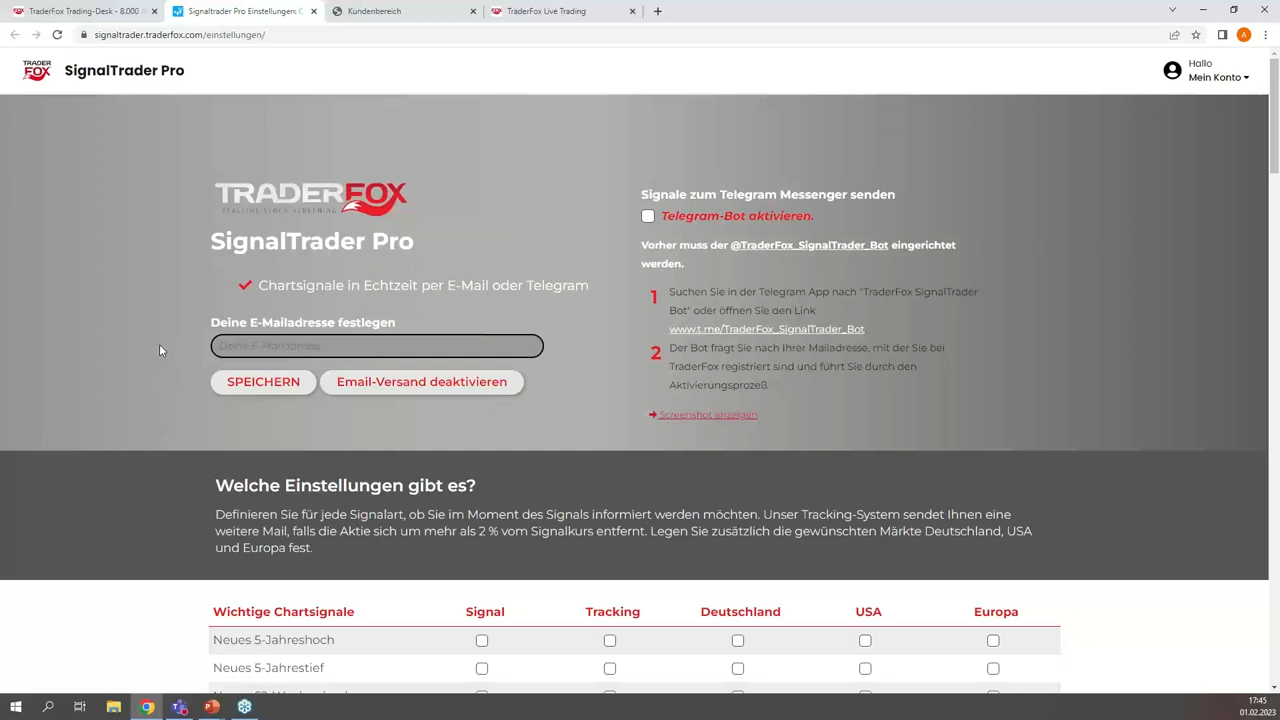 TraderFox Trading-Desk - 8.000 A
Signaltrader Pro Einstellungen: C
Kundenbereich
TraderFox Live Trading
signaltrader.traderfox.com/einstellungen/
A
TRADER
FOX
SignalTrader Pro
Hallo
Mein Konto
TRADERFOX
REALTIME STOCK SCREENING
SignalTrader Pro
Chartsignale in Echtzeit per E-Mail oder Telegram
Deine E-Mailadresse festlegen
Deine E-Mailadresse
SPEICHERN
Email-Versand deaktivieren
Signale zum Telegram Messenger senden
Telegram-Bot aktivieren.
Vorher muss der @TraderFox_SignalTrader_Bot eingerichtet
werden.
1 Suchen Sie in der Telegram App nach "TraderFox SignalTrader
Bot" oder öffnen Sie den Link
www.t.me/TraderFox_SignalTrader_Bot
2 Der Bot fragt Sie nach Ihrer Mailadresse, mit der Sie bei
TraderFox registriert sind und führt Sie durch den
Aktivierungsprozeß.
Screenshot anzeigen
Welche Einstellungen gibt es?
Definieren Sie für jede Signalart, ob Sie im Moment des Signals informiert werden möchten. Unser Tracking-System sendet Ihnen eine
weitere Mail, falls die Aktie sich um mehr als 2 % vom Signalkurs entfernt. Legen Sie zusätzlich die gewünschten Märkte Deutschland, USA
und Europa fest.
Wichtige Chartsignale Signal Tracking Deutschland USA Europa
Neues 5-Jahreshoch
Neues 5-Jahrestief
17:45
01.02.2023